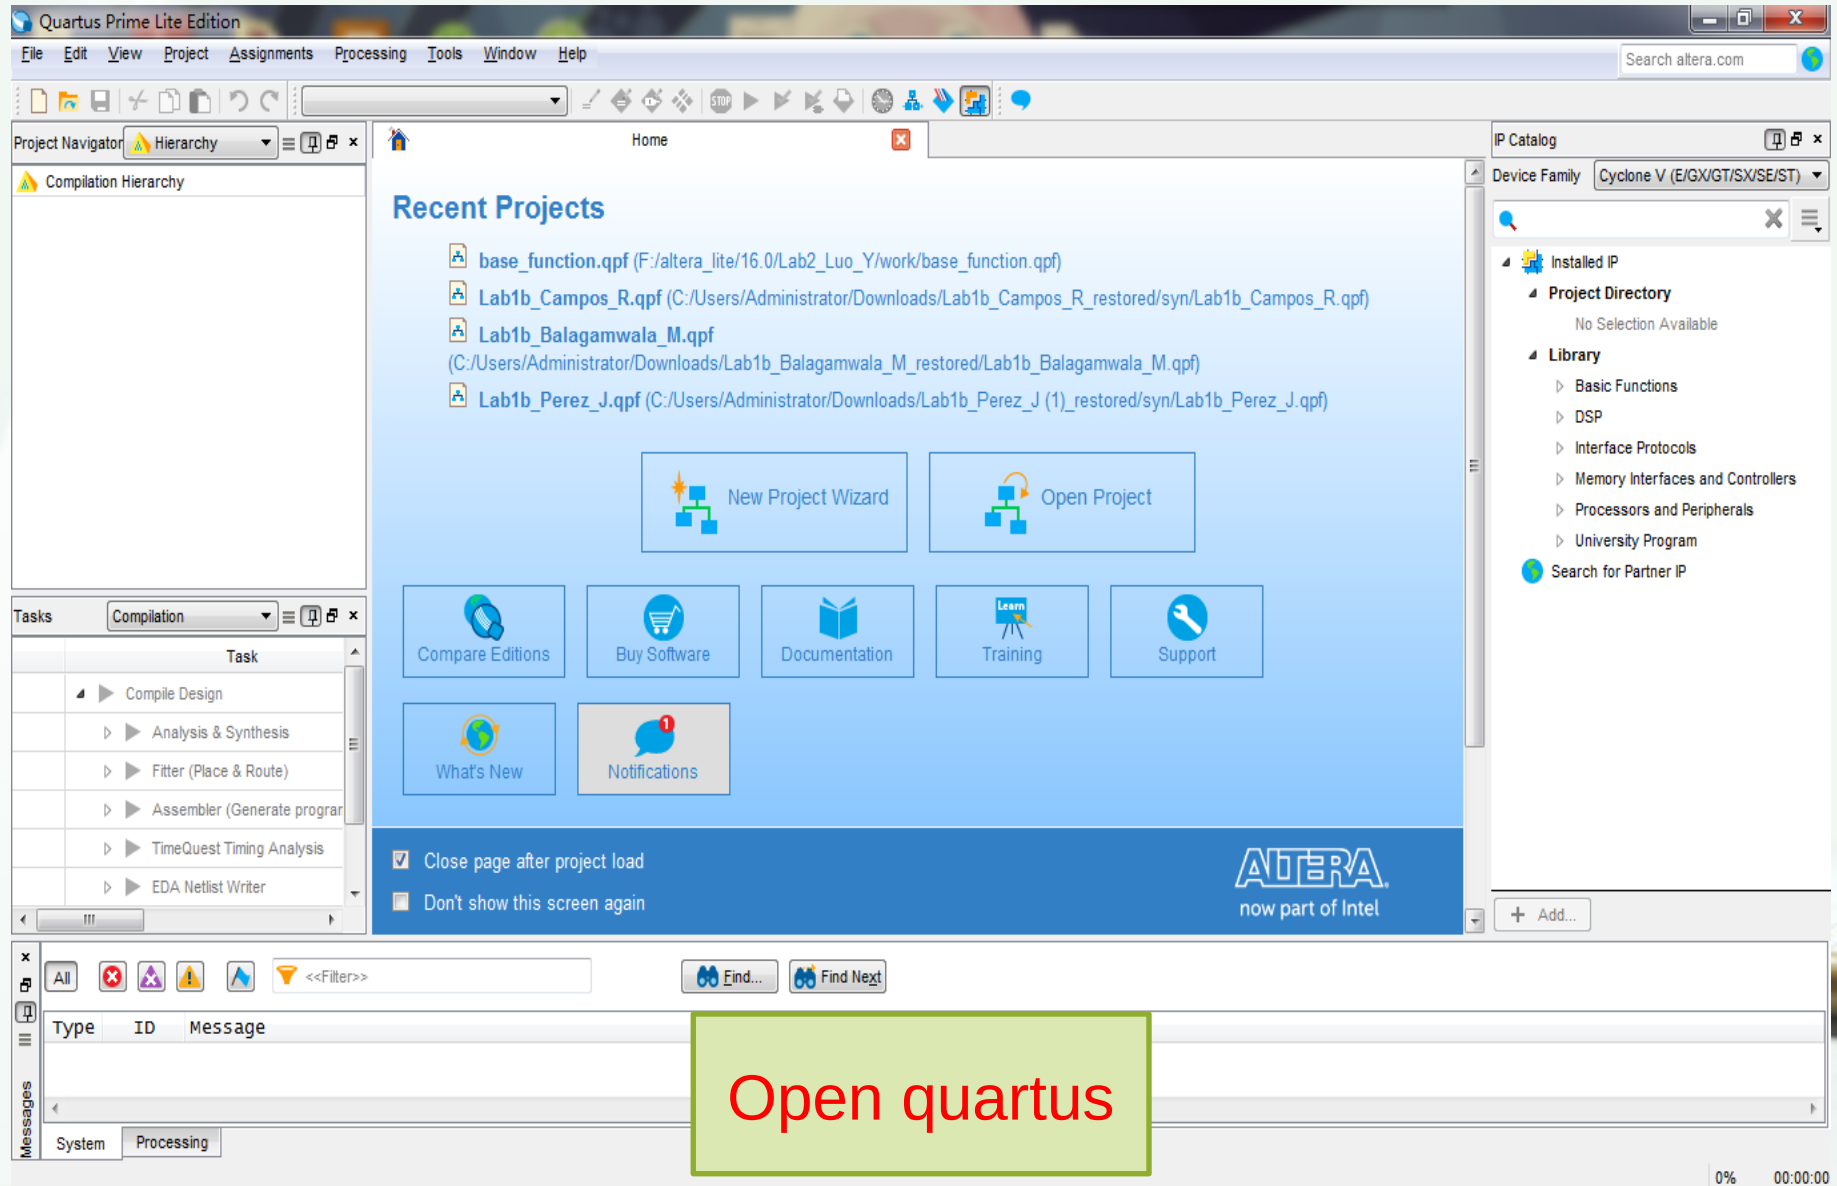 Quartus Prime Lite Edition
File Edit View Project Assignments Processing Tools Window Help
Search altera.com
STOP
Project Navigator Hierarchy
Compilation Hierarchy
Home
Recent Projects
base_function.qpf (F:/altera_lite/16.0/Lab2_Luo_Y/work/base_function.qpf)
Lab1b_Campos_R.qpf (C:/Users/Administrator/Downloads/Lab1b_Campos_R_restored/syn/Lab1b_Campos_R.qpf)
Lab1b_Balagamwala_M.qpf
(C:/Users/Administrator/Downloads/Lab1b_Balagamwala_M_restored/Lab1b_Balagamwala_M.qpf)
Lab1b_Perez_J.qpf (C:/Users/Administrator/Downloads/Lab1b_Perez_J (1)_restored/syn/Lab1b_Perez_J.qpf)
New Project Wizard
Open Project
Compare Editions
Buy Software
Documentation
Learn
Training
Support
What's New
1
Notifications
Close page after project load
Don't show this screen again
ALTERA.
now part of Intel
IP Catalog
Device Family Cyclone V (E/GX/GT/SX/SE/ST)
Installed IP
Project Directory
No Selection Available
Library
Basic Functions
DSP
Interface Protocols
Memory Interfaces and Controllers
Processors and Peripherals
University Program
Search for Partner IP
+ Add...
Tasks Compilation
Task
Compile Design
Analysis & Synthesis
Fitter (Place & Route)
Assembler (Generate progran
TimeQuest Timing Analysis
EDA Netlist Writer
All
<<Filter>>
Find...
Find Next
Type ID Message
Messages
System Processing
Open quartus
0% 00:00:00